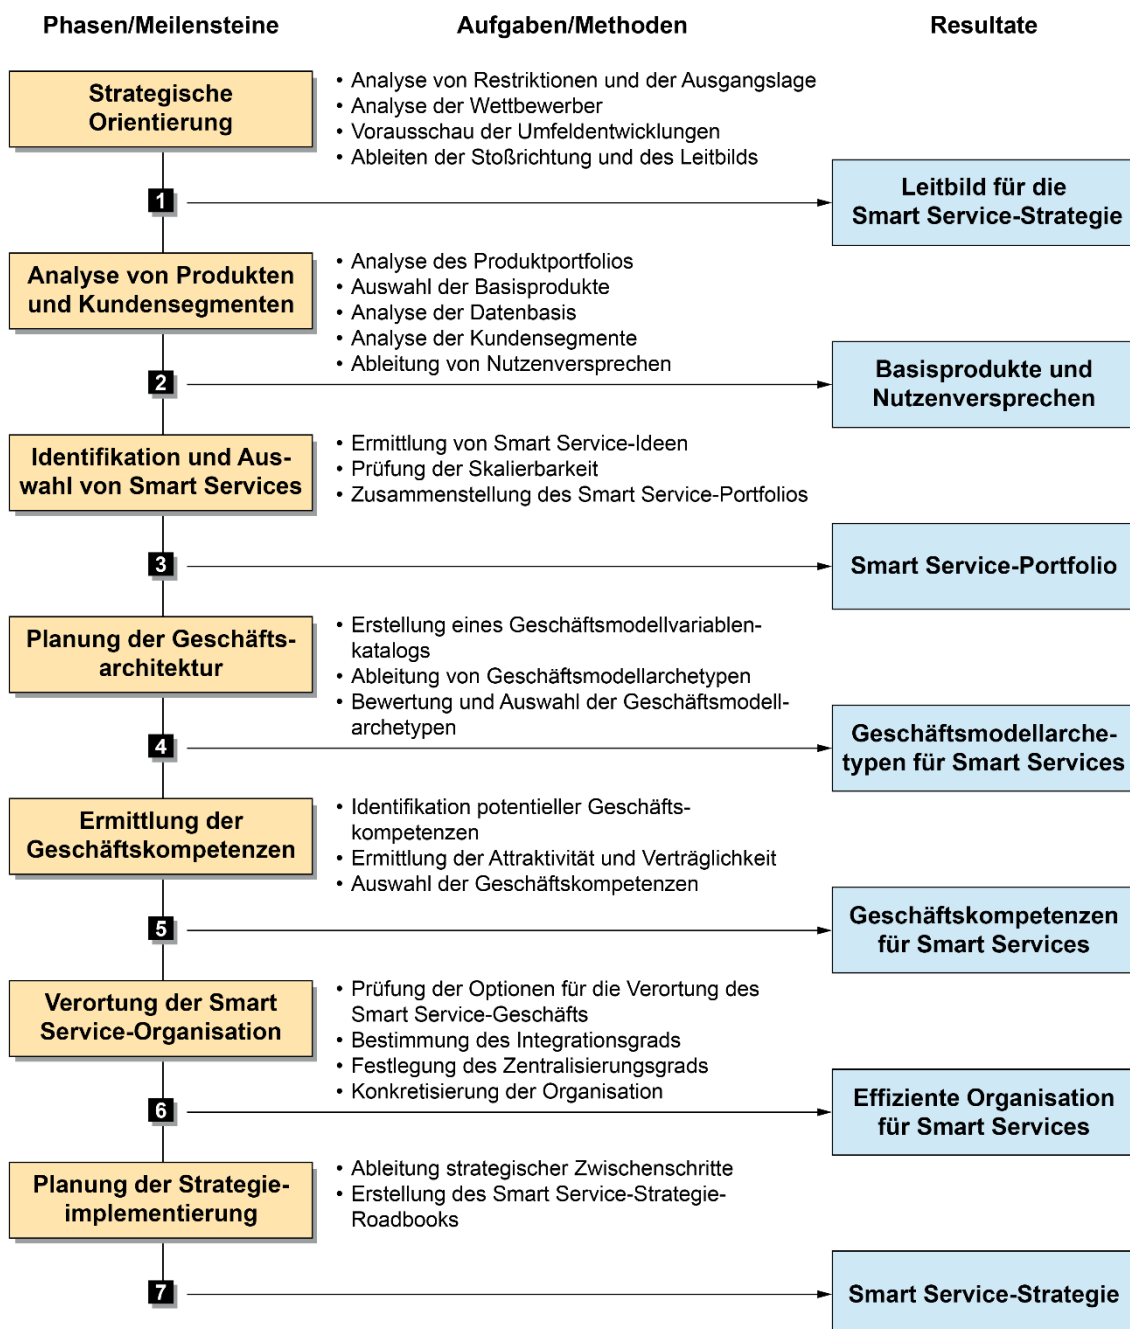 Phasen/Meilensteine
Aufgaben/Methoden
Resultate
Strategische
Orientierung
• Analyse von Restriktionen und der Ausgangslage
• Analyse der Wettbewerber
• Vorausschau der Umfeldentwicklungen
• Ableiten der Stoßrichtung und des Leitbilds
1
Leitbild für die
Smart Service-Strategie
Analyse von Produkten
und Kundensegmenten
• Analyse des Produktportfolios
• Auswahl der Basisprodukte
• Analyse der Datenbasis
• Analyse der Kundensegmente
• Ableitung von Nutzenversprechen
2
Basisprodukte und
Nutzenversprechen
Identifikation und Aus-
wahl von Smart Services
• Ermittlung von Smart Service-Ideen
• Prüfung der Skalierbarkeit
• Zusammenstellung des Smart Service-Portfolios
3
Smart Service-Portfolio
Planung der Geschäfts-
architektur
• Erstellung eines Geschäftsmodellvariablen-
katalogs
• Ableitung von Geschäftsmodellarchetypen
• Bewertung und Auswahl der Geschäftsmodell-
archetypen
4
Geschäftsmodellarche-
typen für Smart Services
Ermittlung der
Geschäftskompetenzen
• Identifikation potentieller Geschäfts-
kompetenzen
• Ermittlung der Attraktivität und Verträglichkeit
• Auswahl der Geschäftskompetenzen
5
Geschäftskompetenzen
für Smart Services
Verortung der Smart
Service-Organisation
• Prüfung der Optionen für die Verortung des
Smart Service-Geschäfts
• Bestimmung des Integrationsgrads
• Festlegung des Zentralisierungsgrads
• Konkretisierung der Organisation
6
Effiziente Organisation
für Smart Services
Planung der Strategie-
implementierung
• Ableitung strategischer Zwischenschritte
• Erstellung des Smart Service-Strategie-
Roadbooks
7
Smart Service-Strategie